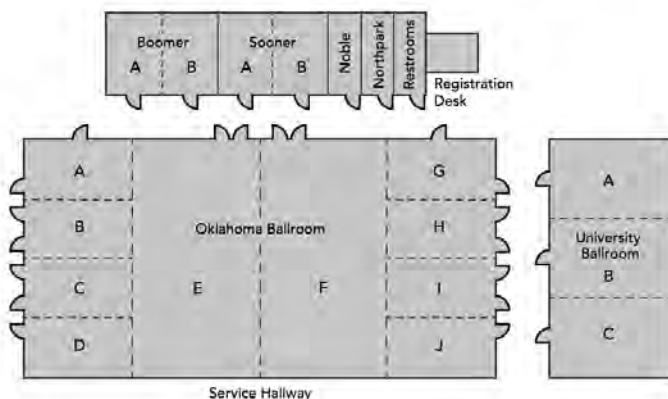 Boomer
A B
Sooner
A B
Noble
Northpark
Restrooms
Registration
Desk
A
B
C
D
Oklahoma Ballroom
E
F
G
H
I
J
A
University
Ballroom
B
C
Service Hallway